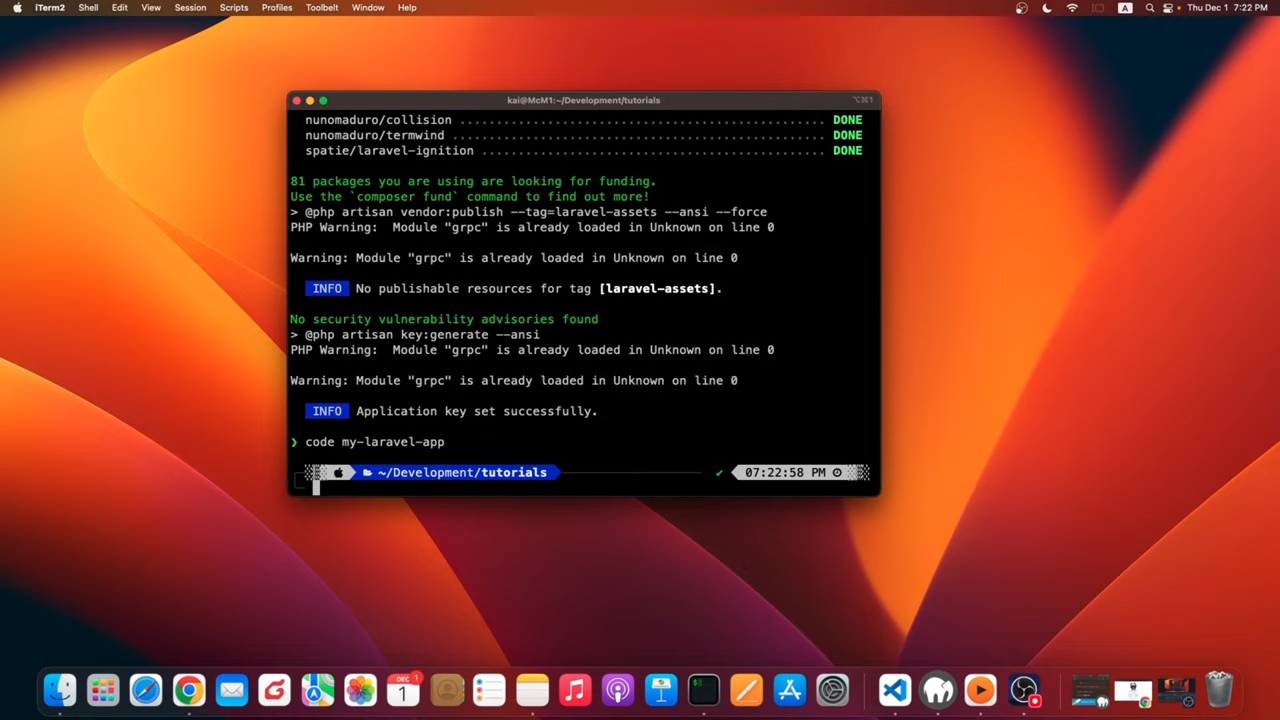 iTerm2 Shell Edit View Session Scripts Profiles Toolbelt Window Help A Thu Dec 1 7:22 PM
kai@McM1:~/Development/tutorials ⌥⌘1
nunomaduro/collision ................................................ DONE
nunomaduro/termwind ................................................. DONE
spatie/laravel-ignition ............................................. DONE
81 packages you are using are looking for funding.
Use the `composer fund` command to find out more!
> @php artisan vendor:publish --tag=laravel-assets --ansi --force
PHP Warning:  Module "grpc" is already loaded in Unknown on line 0
Warning: Module "grpc" is already loaded in Unknown on line 0
INFO No publishable resources for tag [laravel-assets].
No security vulnerability advisories found
> @php artisan key:generate --ansi
PHP Warning:  Module "grpc" is already loaded in Unknown on line 0
Warning: Module "grpc" is already loaded in Unknown on line 0
INFO Application key set successfully.
❯ code my-laravel-app
~/Development/tutorials ✔ 07:22:58 PM
DEC 1
1